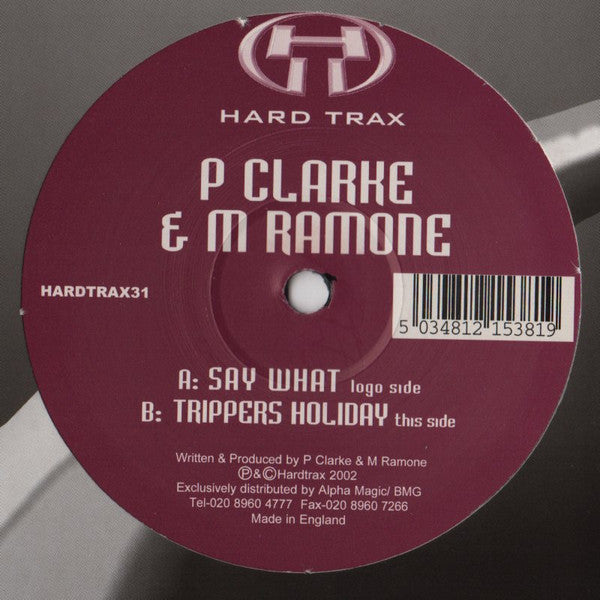 HARD TRAX
P CLARKE
& M RAMONE
HARDTRAX31
5 034812 153819
A: SAY WHAT logo side
B: TRIPPERS HOLIDAY this side
Written & Produced by P Clarke & M Ramone
℗&©Hardtrax 2002
Exclusively distributed by Alpha Magic/ BMG
Tel-020 8960 4777 Fax-020 8960 7266
Made in England